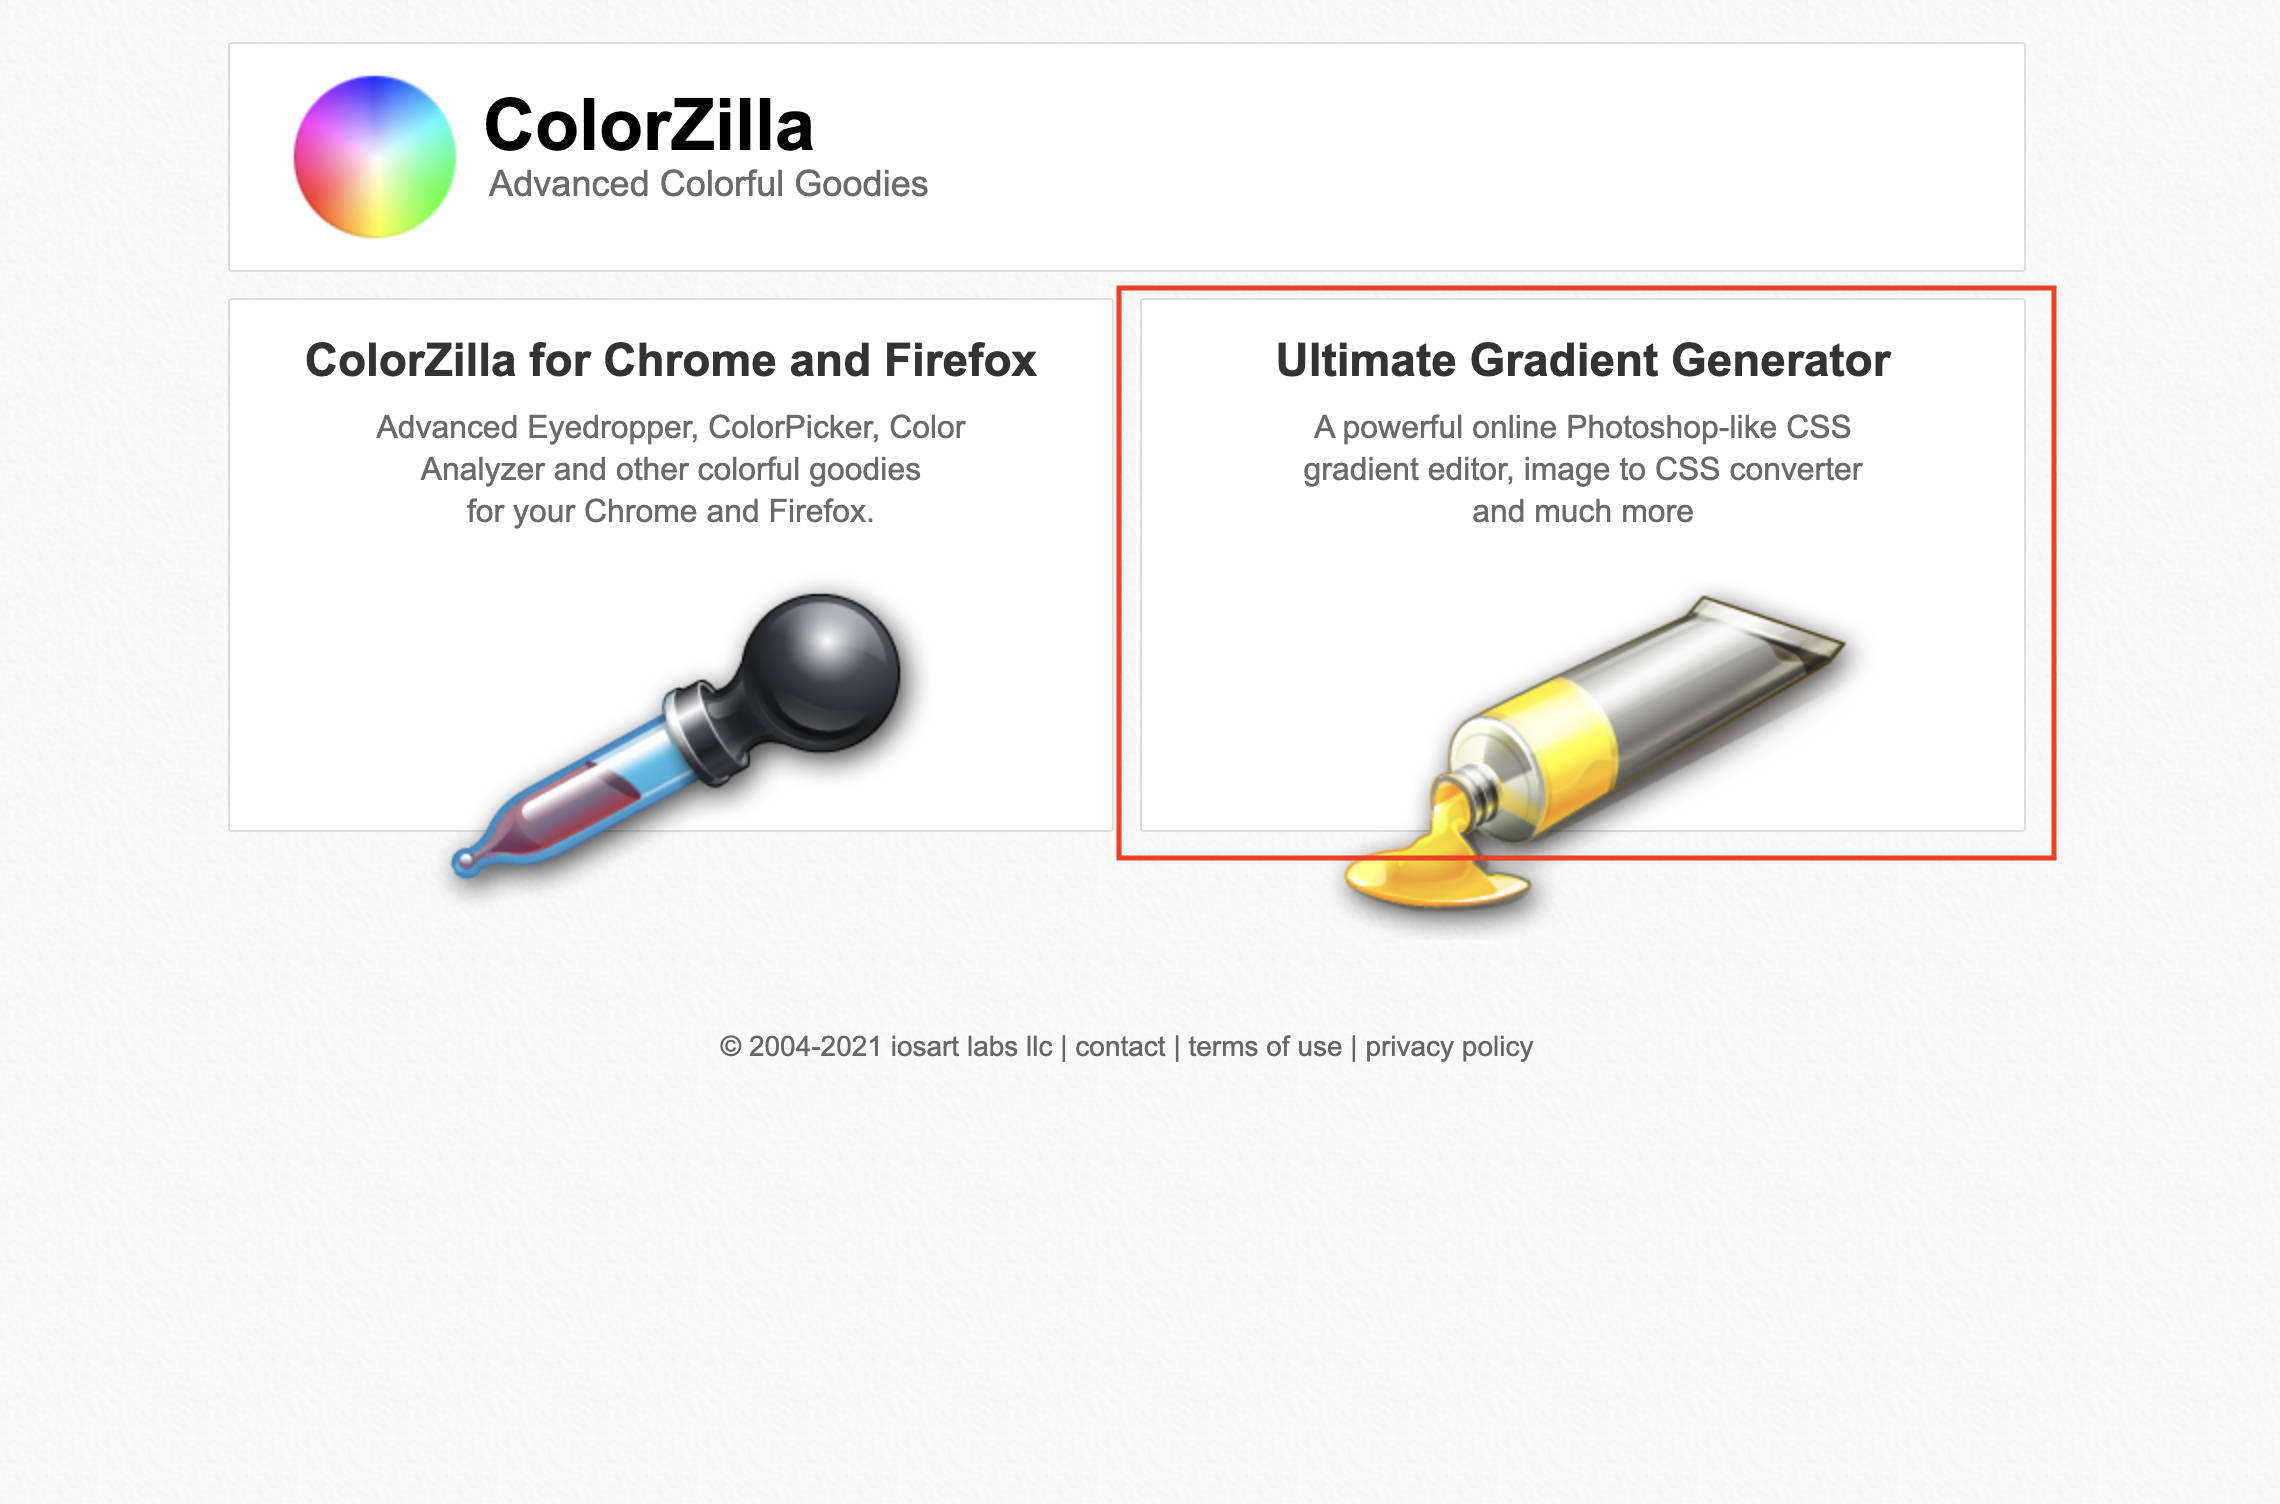 ColorZilla
Advanced Colorful Goodies
ColorZilla for Chrome and Firefox
Advanced Eyedropper, ColorPicker, Color
Analyzer and other colorful goodies
for your Chrome and Firefox.
Ultimate Gradient Generator
A powerful online Photoshop-like CSS
gradient editor, image to CSS converter
and much more
© 2004-2021 iosart labs llc | contact | terms of use | privacy policy